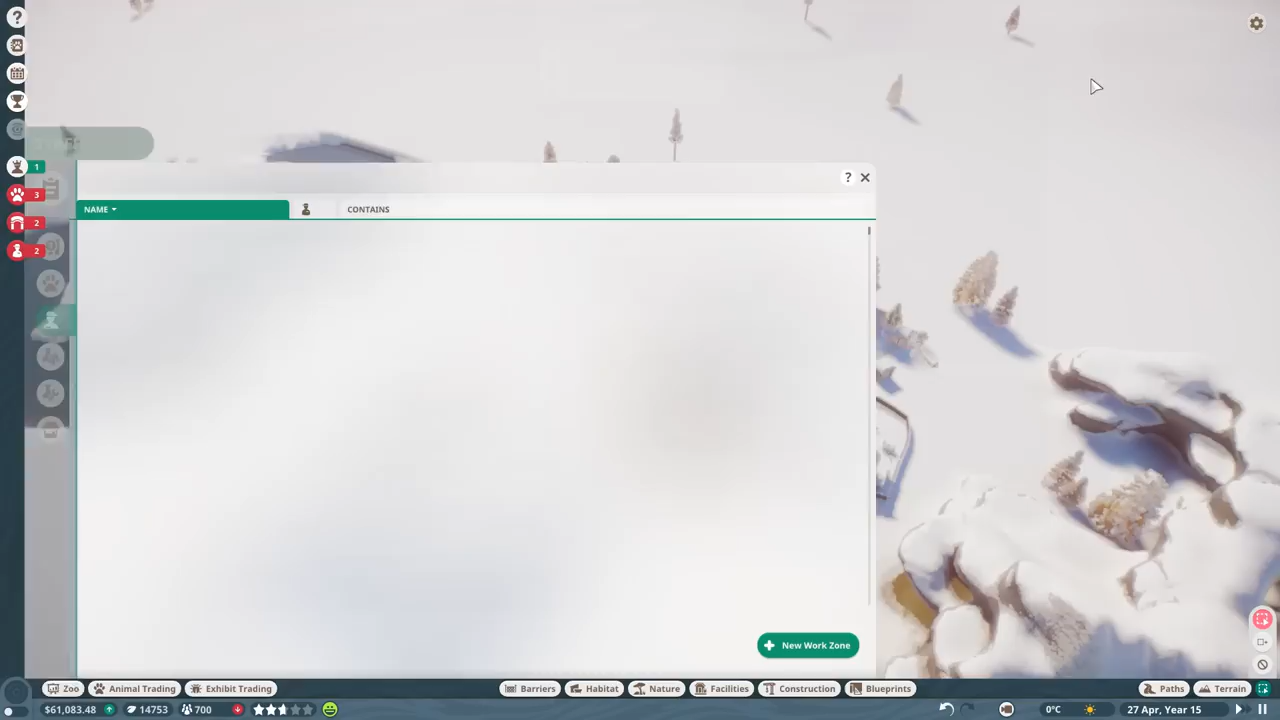 ?
1
3
2
2
?
NAME
CONTAINS
New Work Zone
Zoo
Animal Trading
Exhibit Trading
Barriers
Habitat
Nature
Facilities
Construction
Blueprints
Paths
Terrain
$61,083.48
14753
700
0°C
27 Apr, Year 15